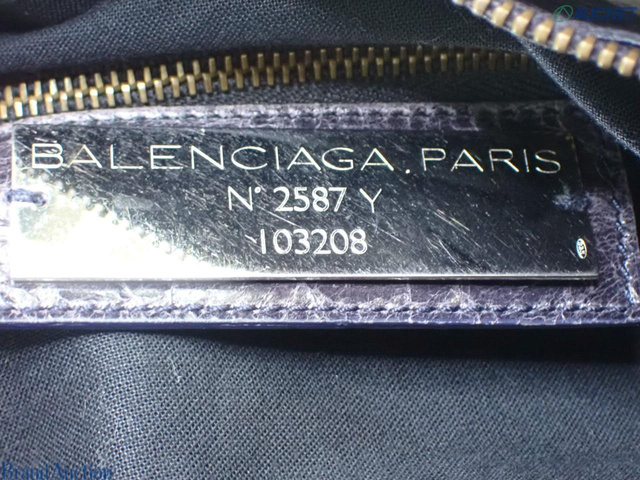 BALENCIAGA.PARIS
N° 2587 Y
103208
Brand Auction